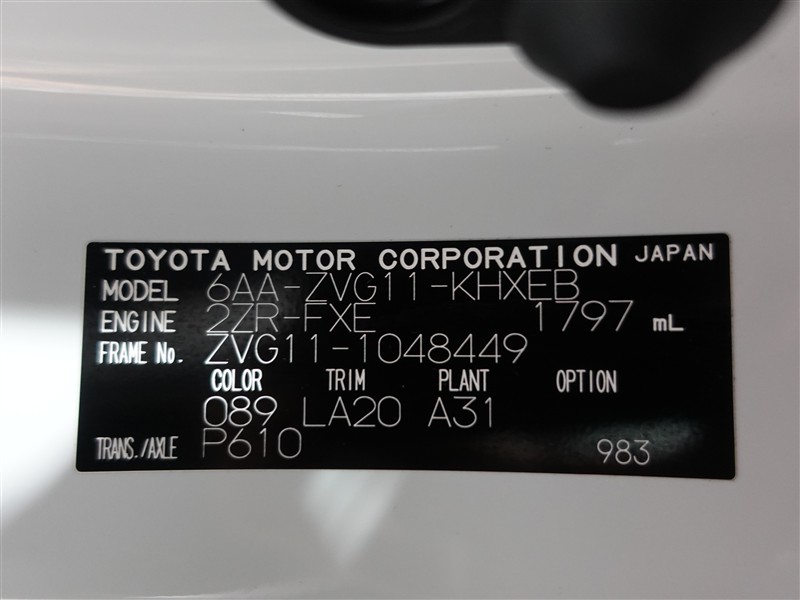 TOYOTA MOTOR CORPORATION JAPAN
MODEL 6AA-ZVG11-KHXEB
ENGINE 2ZR-FXE 1797 mL
FRAME No. ZVG11-1048449
COLOR TRIM PLANT OPTION
089 LA20 A31
TRANS./AXLE P610 983